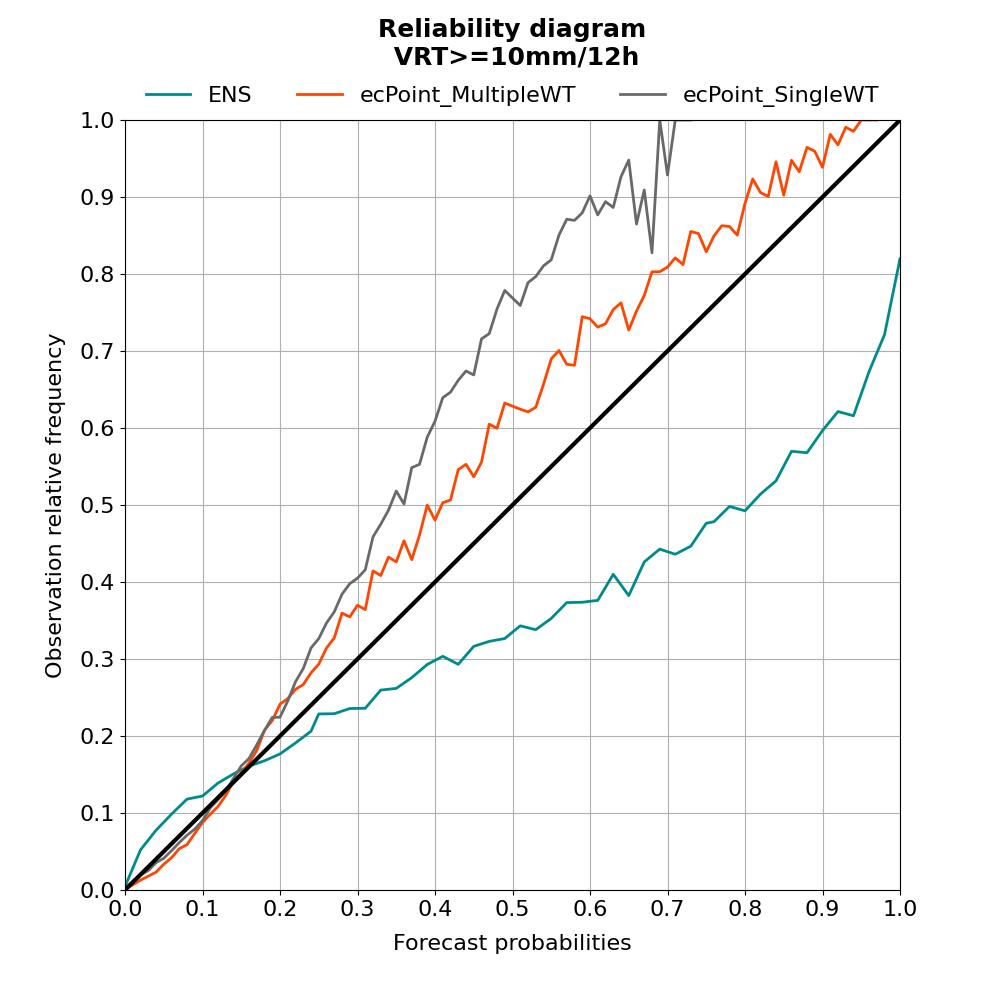 Reliability diagram
VRT>=10mm/12h
ENS ecPoint_MultipleWT ecPoint_SingleWT
1.0
0.9
0.8
0.7
0.6
0.5
0.4
0.3
0.2
0.1
0.0
Observation relative frequency
0.0 0.1 0.2 0.3 0.4 0.5 0.6 0.7 0.8 0.9 1.0
Forecast probabilities